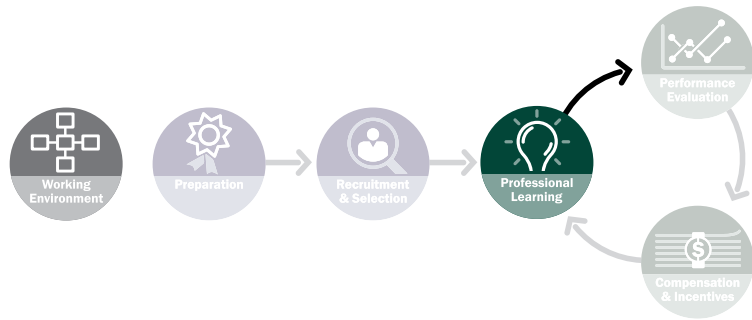 Working
Environment
Preparation
Recruitment
& Selection
Professional
Learning
Performance
Evaluation
$
Compensation
& Incentives